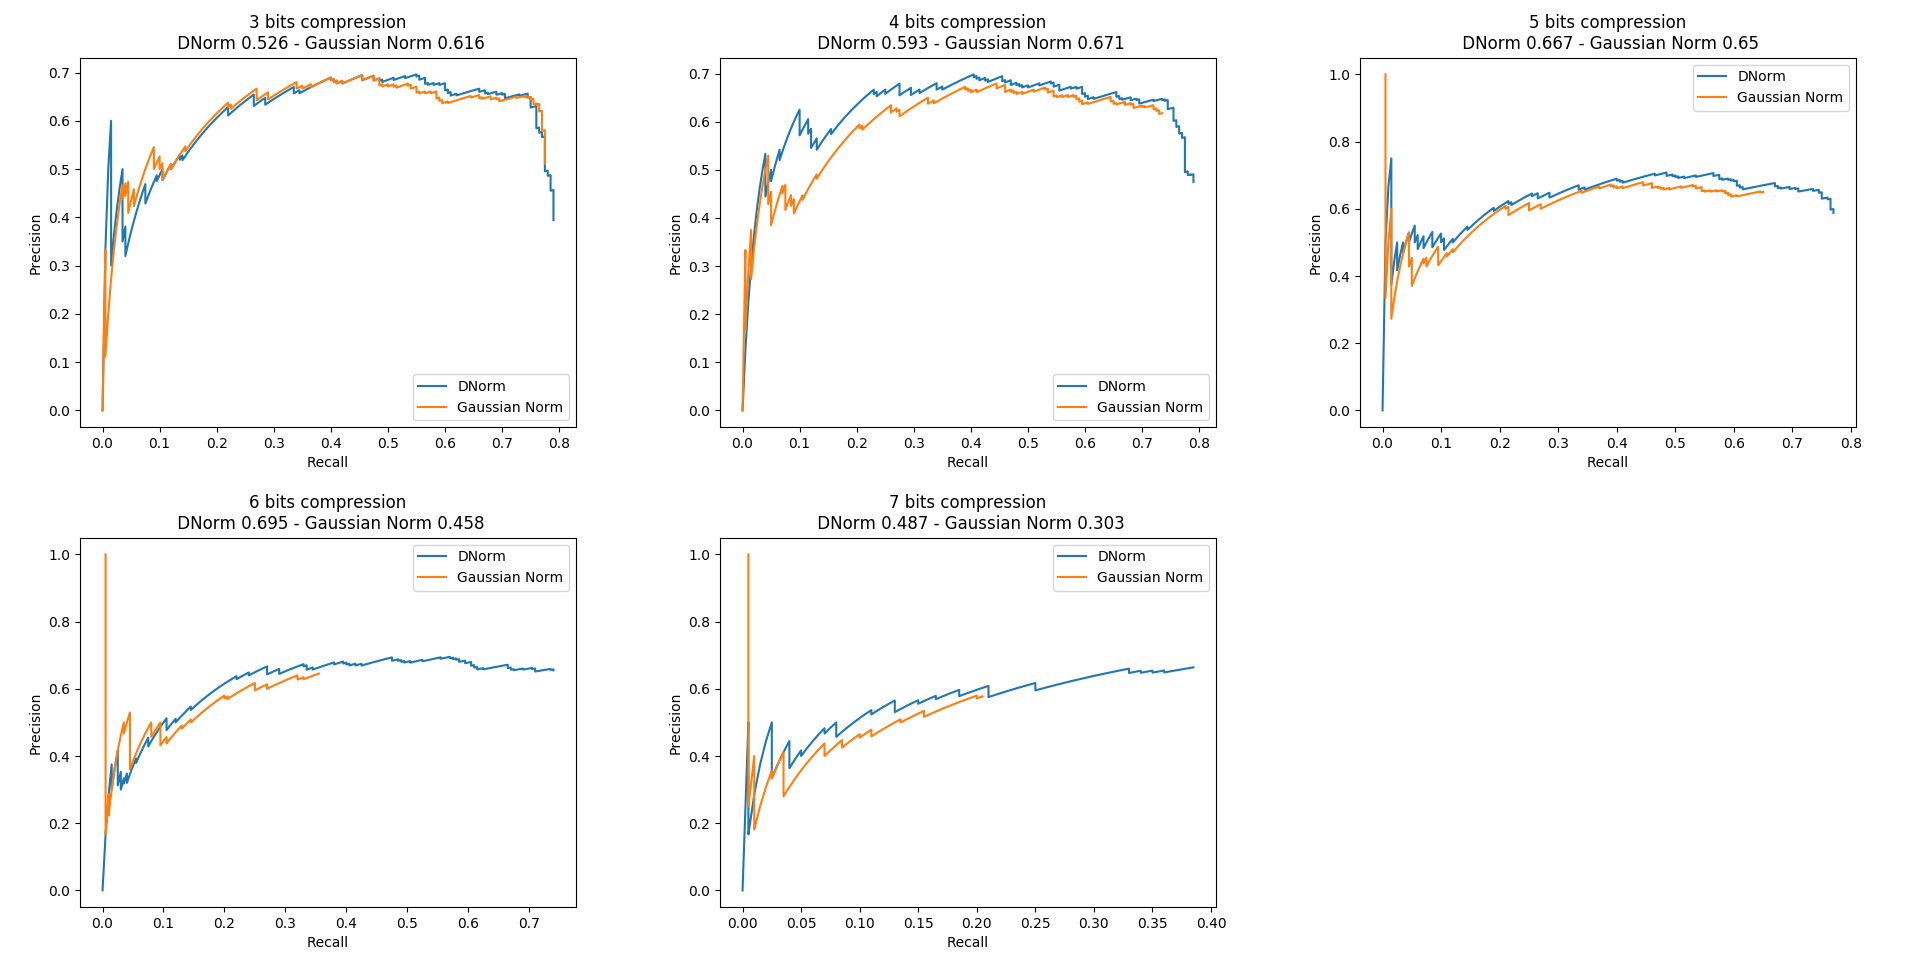 3 bits compression
DNorm 0.526 - Gaussian Norm 0.616
0.7
0.6
0.5
0.4
0.3
0.2
0.1
0.0
Precision
0.0 0.1 0.2 0.3 0.4 0.5 0.6 0.7 0.8
Recall
DNorm
Gaussian Norm
4 bits compression
DNorm 0.593 - Gaussian Norm 0.671
0.7
0.6
0.5
0.4
0.3
0.2
0.1
0.0
Precision
0.0 0.1 0.2 0.3 0.4 0.5 0.6 0.7 0.8
Recall
DNorm
Gaussian Norm
5 bits compression
DNorm 0.667 - Gaussian Norm 0.65
1.0
0.8
0.6
0.4
0.2
0.0
Precision
0.0 0.1 0.2 0.3 0.4 0.5 0.6 0.7 0.8
Recall
DNorm
Gaussian Norm
6 bits compression
DNorm 0.695 - Gaussian Norm 0.458
1.0
0.8
0.6
0.4
0.2
0.0
Precision
0.0 0.1 0.2 0.3 0.4 0.5 0.6 0.7
Recall
DNorm
Gaussian Norm
7 bits compression
DNorm 0.487 - Gaussian Norm 0.303
1.0
0.8
0.6
0.4
0.2
0.0
Precision
0.00 0.05 0.10 0.15 0.20 0.25 0.30 0.35 0.40
Recall
DNorm
Gaussian Norm